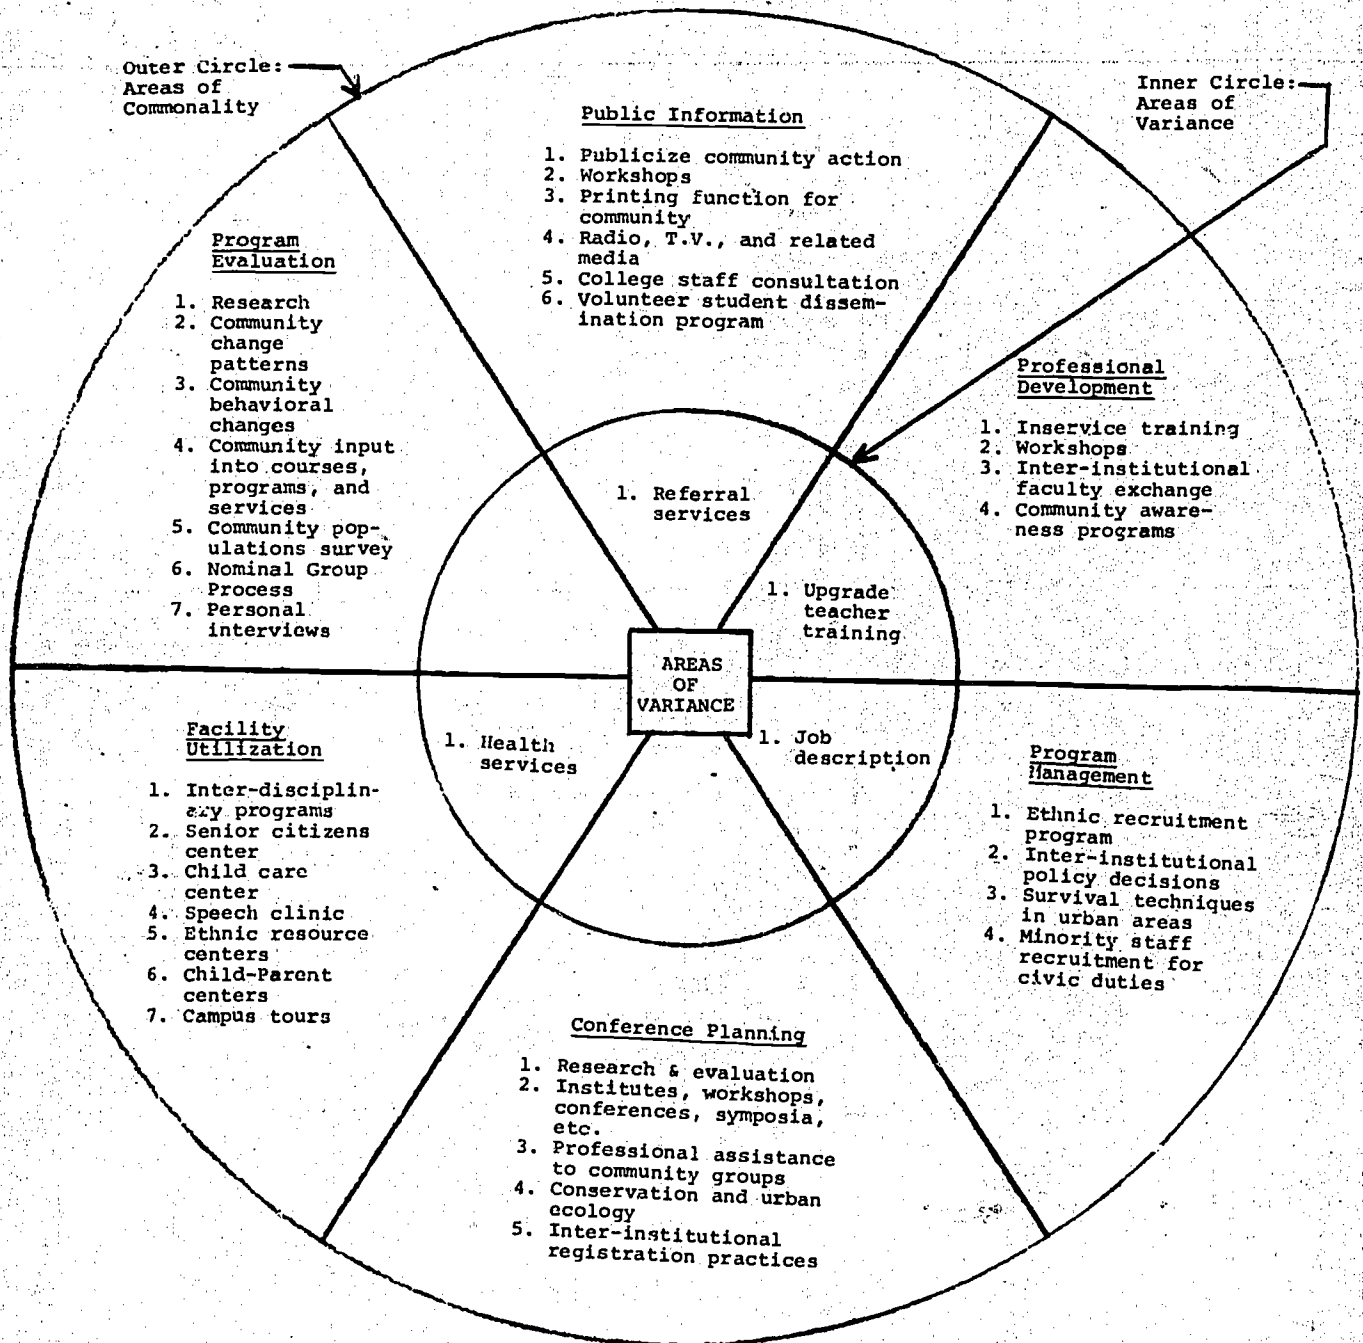 Outer Circle:
Areas of
Commonality
Inner Circle:
Areas of
Variance
Public Information
1. Publicize community action
2. Workshops
3. Printing function for
community
4. Radio, T.V., and related
media
5. College staff consultation
6. Volunteer student dissem-
ination program
Program
Evaluation
1. Research
2. Community
change
patterns
3. Community
behavioral
changes
4. Community input
into courses,
programs, and
services
5. Community pop-
ulations survey
6. Nominal Group
Process
7. Personal
interviews
Professional
Development
1. Inservice training
2. Workshops
3. Inter-institutional
faculty exchange
4. Community aware-
ness programs
1. Referral
services
1. Upgrade
teacher
training
AREAS
OF
VARIANCE
1. Health
services
1. Job
description
Facility
Utilization
1. Inter-disciplin-
ary programs
2. Senior citizens
center
3. Child care
center
4. Speech clinic
5. Ethnic resource
centers
6. Child-Parent
centers
7. Campus tours
Program
Management
1. Ethnic recruitment
program
2. Inter-institutional
policy decisions
3. Survival techniques
in urban areas
4. Minority staff
recruitment for
civic duties
Conference Planning
1. Research & evaluation
2. Institutes, workshops,
conferences, symposia,
etc.
3. Professional assistance
to community groups
4. Conservation and urban
ecology
5. Inter-institutional
registration practices